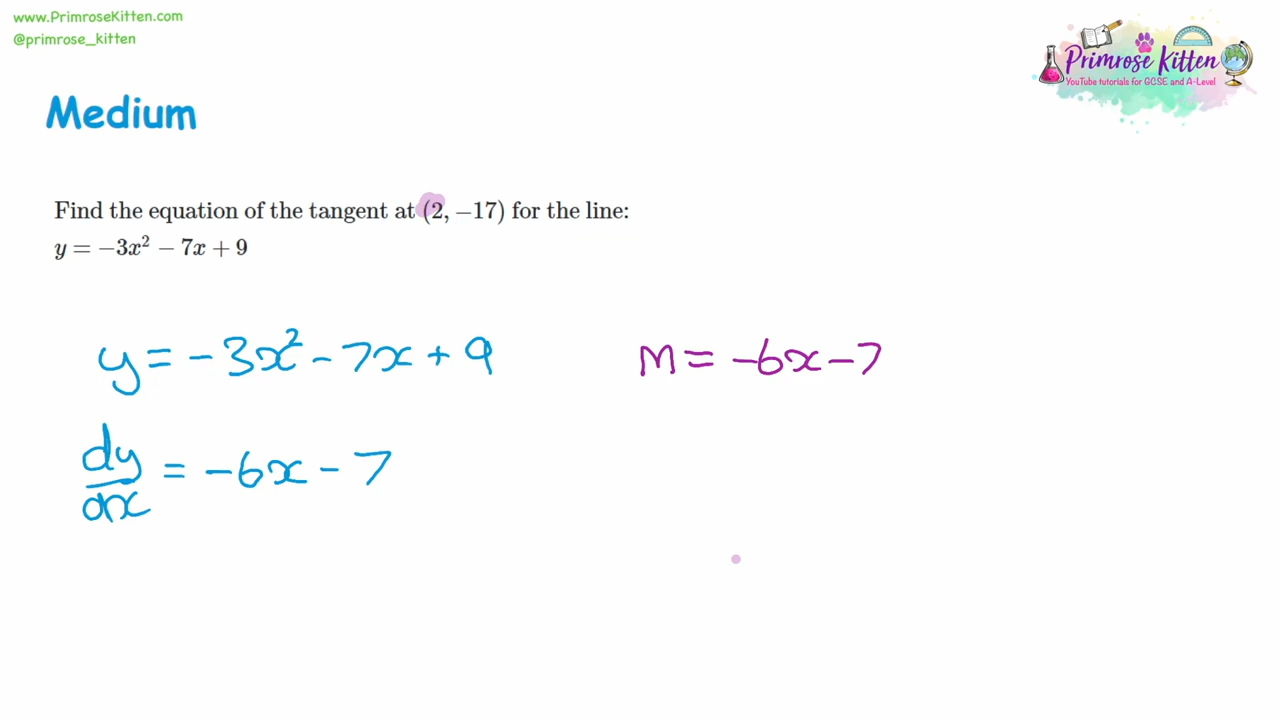 www.PrimroseKitten.com
@primrose_kitten
Primrose Kitten
YouTube tutorials for GCSE and A-Level
Medium
Find the equation of the tangent at (2, −17) for the line:
y = −3x² − 7x + 9
y = -3x² - 7x + 9
m = -6x - 7
dy/dx = -6x - 7